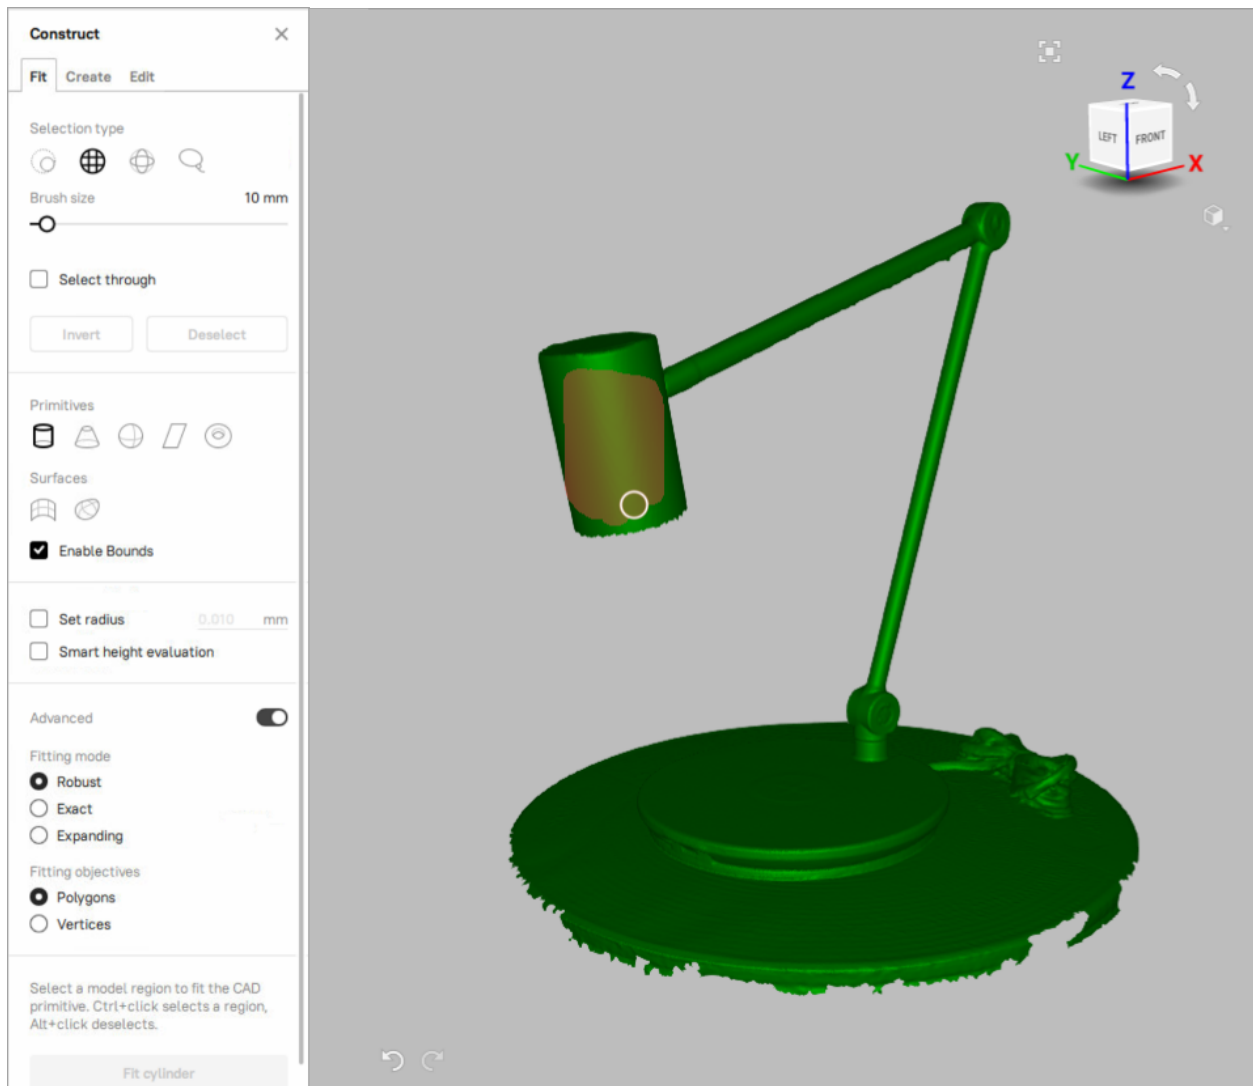 Construct
Fit Create Edit
Selection type
Brush size 10 mm
Select through
Invert Deselect
Primitives
Surfaces
Enable Bounds
Set radius 0.010 mm
Smart height evaluation
Advanced
Fitting mode
Robust
Exact
Expanding
Fitting objectives
Polygons
Vertices
Select a model region to fit the CAD
primitive. Ctrl+click selects a region,
Alt+click deselects.
Fit cylinder
Z
LEFT FRONT
Y X